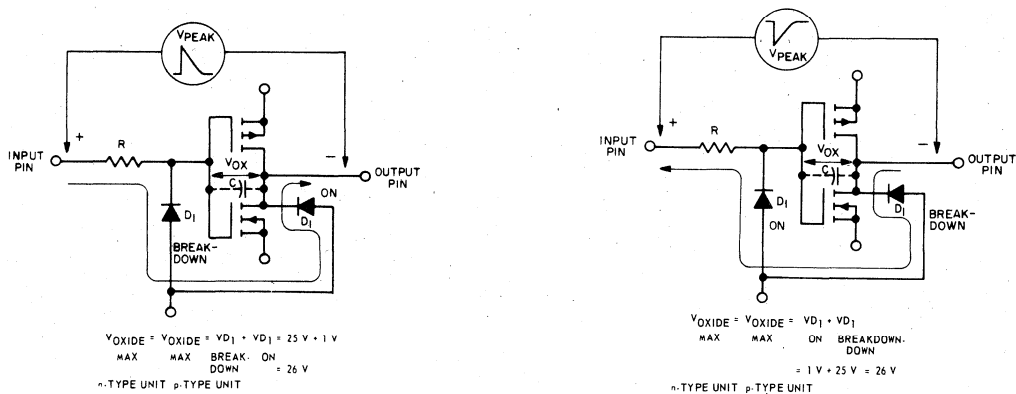 VPEAK
+
R
INPUT
PIN
VOX
C
−
OUTPUT
PIN
ON
D1
D1
BREAK-
DOWN
VOXIDE = VOXIDE = VD1 + VD1 = 25 V + 1 V
MAX MAX BREAK- ON
DOWN = 26 V
n-TYPE UNIT p-TYPE UNIT
VPEAK
+
R
INPUT
PIN
VOX
C
−
OUTPUT
PIN
D1
ON
D1
BREAK-
DOWN
VOXIDE = VOXIDE = VD1 + VD1
MAX MAX ON BREAKDOWN-
DOWN
= 1 V + 25 V = 26 V
n-TYPE UNIT p-TYPE UNIT